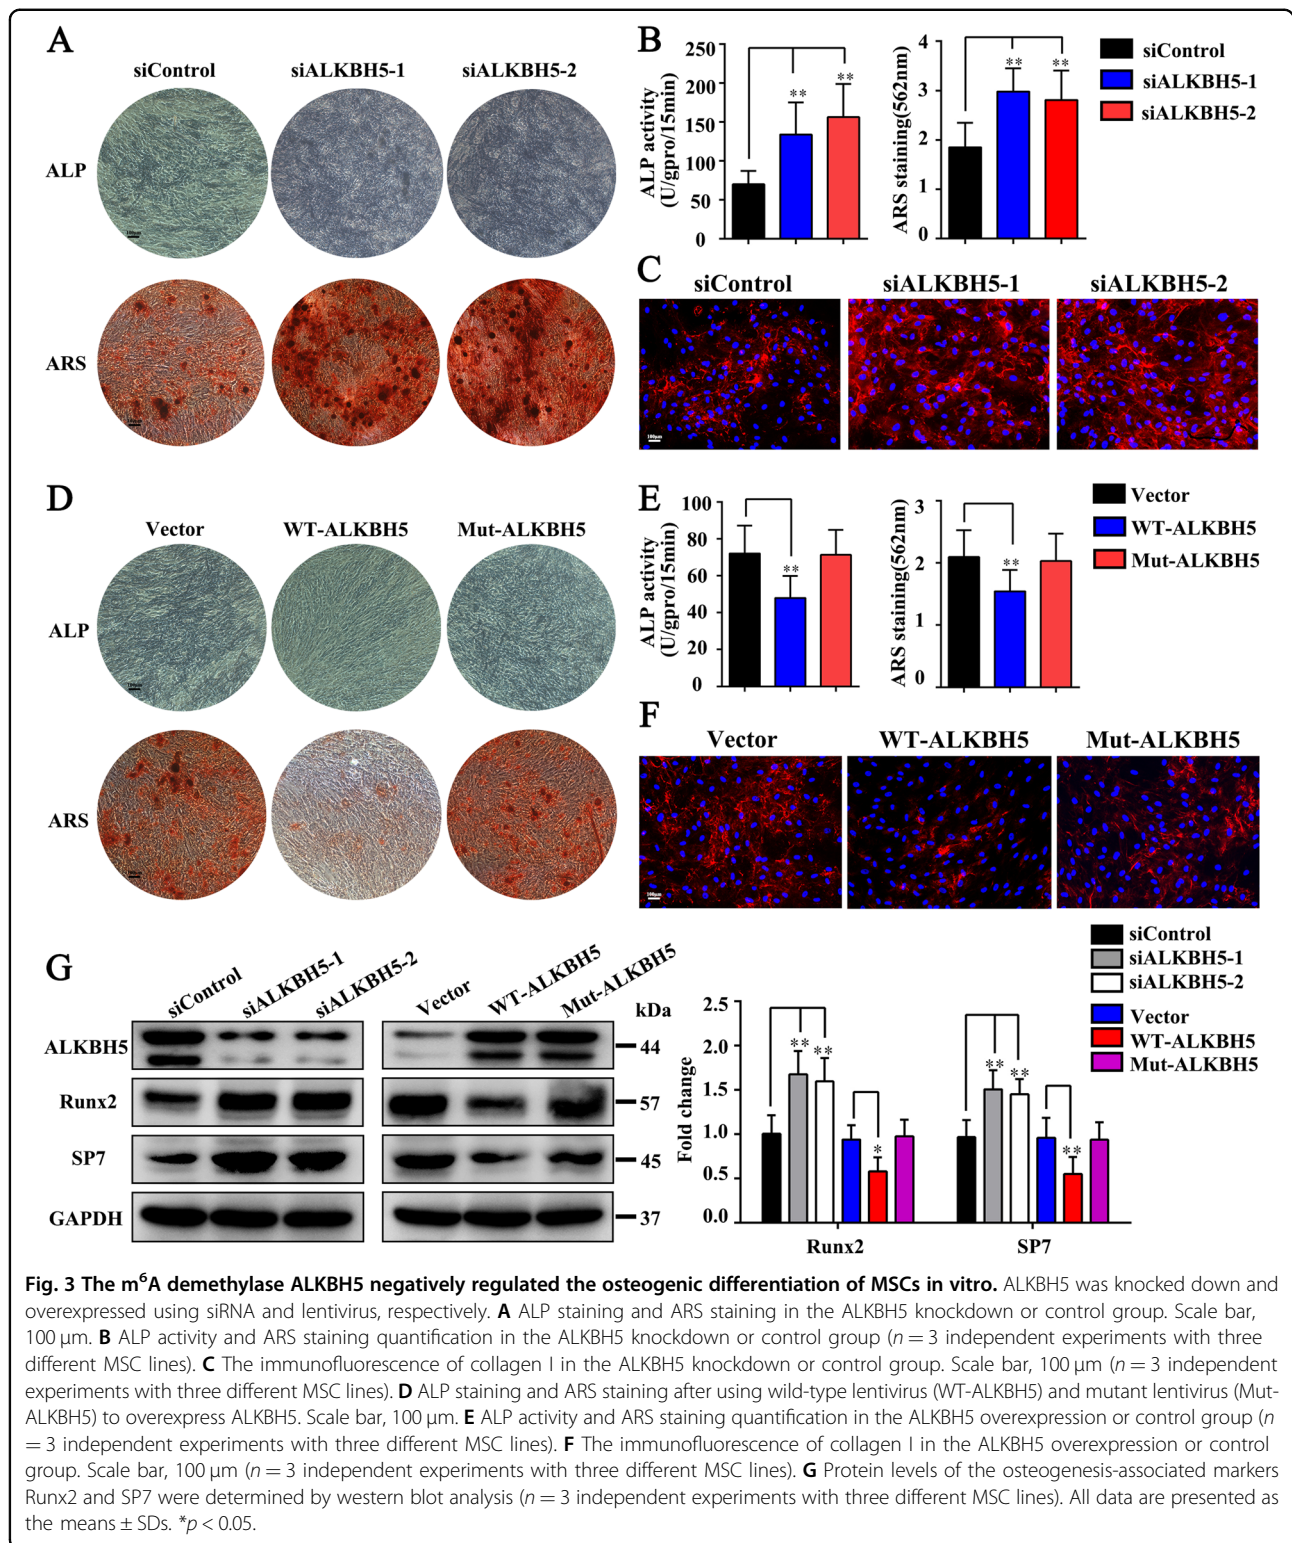 A
siControl
siALKBH5-1
siALKBH5-2
ALP
100μm
ARS
100μm
B
ALP activity
(U/gpro/15min)
250
200
150
100
50
0
**
**
ARS staining(562nm)
4
3
2
1
0
**
**
siControl
siALKBH5-1
siALKBH5-2
C
siControl
siALKBH5-1
siALKBH5-2
100μm
D
Vector
WT-ALKBH5
Mut-ALKBH5
ALP
100μm
ARS
100μm
E
ALP activity
(U/gpro/15min)
100
80
60
40
20
0
**
ARS staining(562nm)
3
2
1
0
**
Vector
WT-ALKBH5
Mut-ALKBH5
F
Vector
WT-ALKBH5
Mut-ALKBH5
100μm
G
siControl
siALKBH5-1
siALKBH5-2
Vector
WT-ALKBH5
Mut-ALKBH5
kDa
ALKBH5
44
Runx2
57
SP7
45
GAPDH
37
Fold change
2.5
2.0
1.5
1.0
0.5
0.0
**
**
*
**
**
**
Runx2
SP7
siControl
siALKBH5-1
siALKBH5-2
Vector
WT-ALKBH5
Mut-ALKBH5
Fig. 3 The m⁶A demethylase ALKBH5 negatively regulated the osteogenic differentiation of MSCs in vitro. ALKBH5 was knocked down and
overexpressed using siRNA and lentivirus, respectively. A ALP staining and ARS staining in the ALKBH5 knockdown or control group. Scale bar,
100 μm. B ALP activity and ARS staining quantification in the ALKBH5 knockdown or control group (n = 3 independent experiments with three
different MSC lines). C The immunofluorescence of collagen I in the ALKBH5 knockdown or control group. Scale bar, 100 μm (n = 3 independent
experiments with three different MSC lines). D ALP staining and ARS staining after using wild-type lentivirus (WT-ALKBH5) and mutant lentivirus (Mut-
ALKBH5) to overexpress ALKBH5. Scale bar, 100 μm. E ALP activity and ARS staining quantification in the ALKBH5 overexpression or control group (n
= 3 independent experiments with three different MSC lines). F The immunofluorescence of collagen I in the ALKBH5 overexpression or control
group. Scale bar, 100 μm (n = 3 independent experiments with three different MSC lines). G Protein levels of the osteogenesis-associated markers
Runx2 and SP7 were determined by western blot analysis (n = 3 independent experiments with three different MSC lines). All data are presented as
the means ± SDs. *p < 0.05.